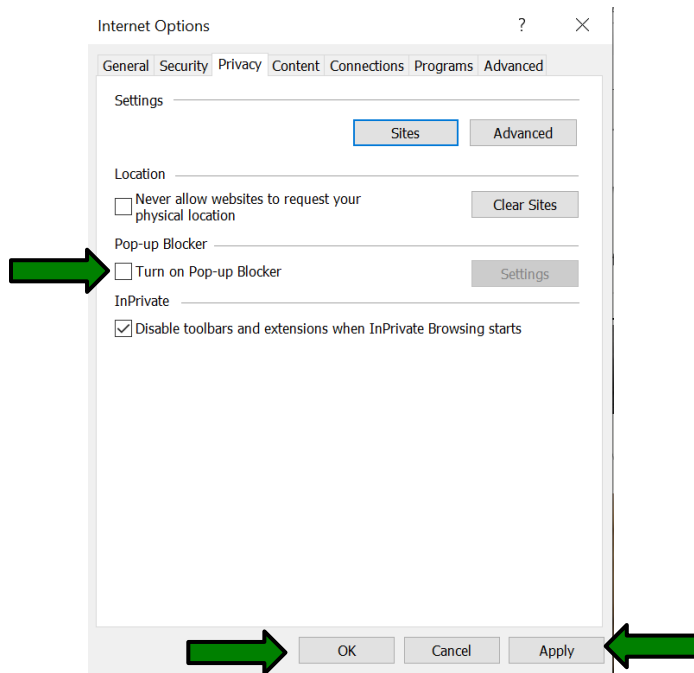 Internet Options ?
General Security Privacy Content Connections Programs Advanced
Settings
Sites Advanced
Location
Never allow websites to request your
physical location
Clear Sites
Pop-up Blocker
Turn on Pop-up Blocker Settings
InPrivate
Disable toolbars and extensions when InPrivate Browsing starts
OK Cancel Apply